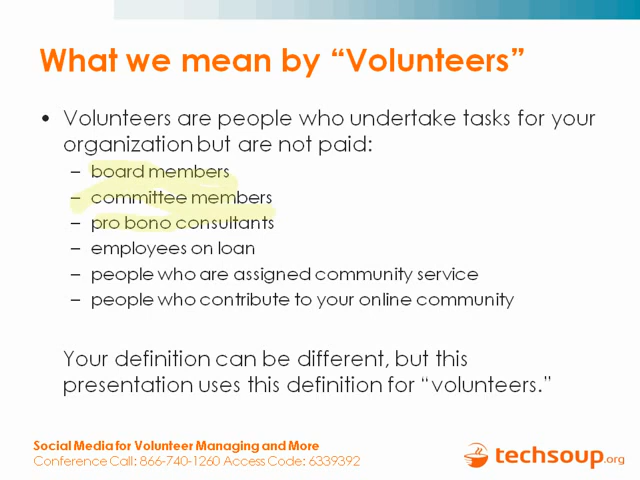 What we mean by “Volunteers”
• Volunteers are people who undertake tasks for your
organization but are not paid:
– board members
– committee members
– pro bono consultants
– employees on loan
– people who are assigned community service
– people who contribute to your online community
Your definition can be different, but this
presentation uses this definition for “volunteers.”
Social Media for Volunteer Managing and More
Conference Call: 866-740-1260 Access Code: 6339392
techsoup.org